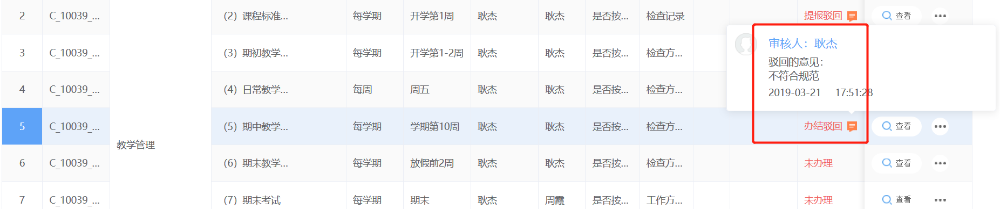 2 C_10039_... （2）课程标准... 每学期 开学第1周 耿杰 耿杰 是否按... 检查记录 提报驳回 查看
3 C_10039_... （3）期初教学... 每学期 开学第1-2周 耿杰 耿杰 是否按... 检查方...
审核人：耿杰
驳回的意见：
不符合规范
2019-03-21 17:51:28
4 C_10039_... （4）日常教学... 每周 周五 耿杰 耿杰 是否按... 检查方...
5 C_10039_... （5）期中教学... 每学期 学期第10周 耿杰 耿杰 是否按... 检查方... 办结驳回 查看
教学管理
6 C_10039_... （6）期末教学... 每学期 放假前2周 耿杰 耿杰 是否按... 检查方... 未办理 查看
7 C_10039_... （7）期末考试 每学期 期末 耿杰 周霞 是否按... 工作方... 未办理 查看